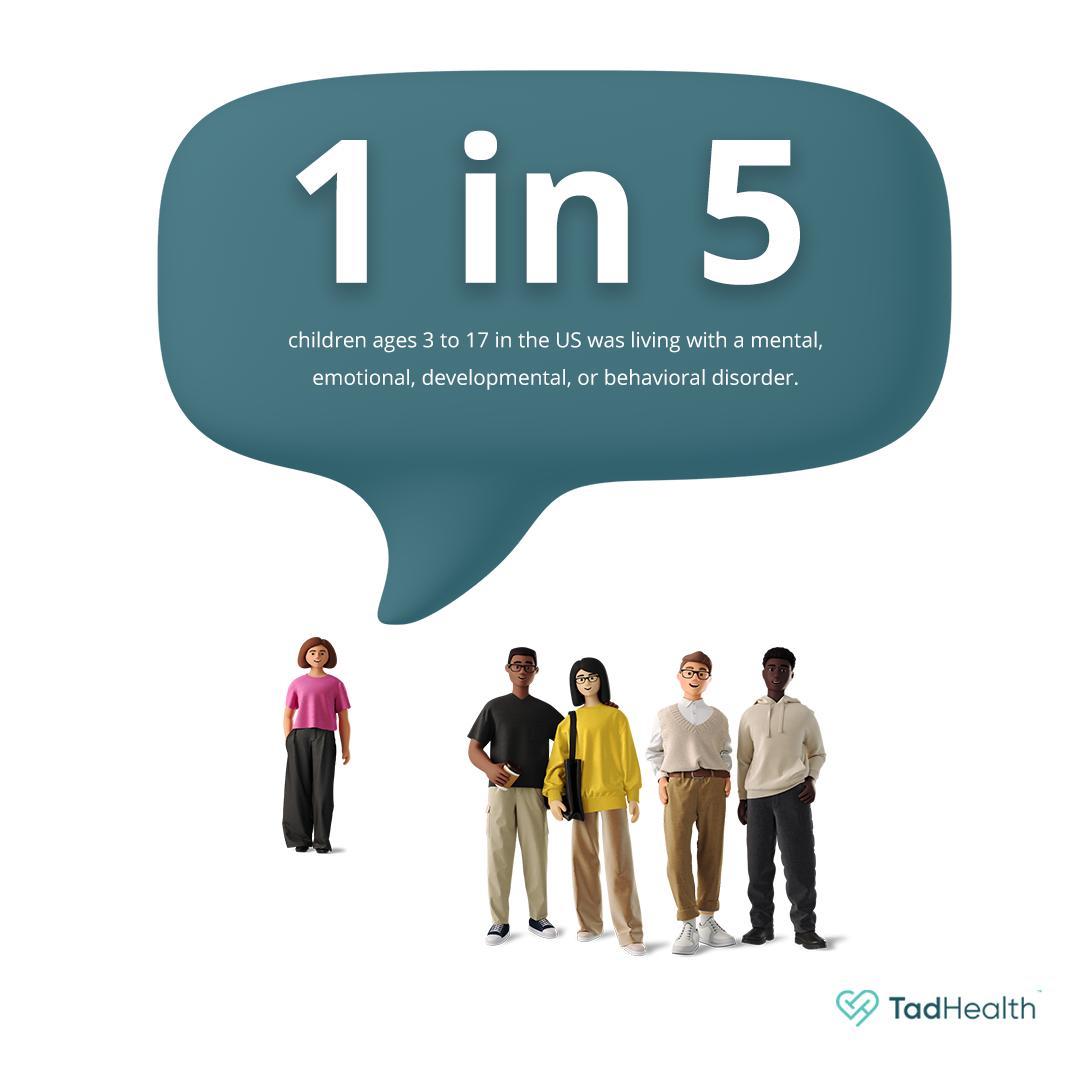 1 in 5
children ages 3 to 17 in the US was living with a mental,
emotional, developmental, or behavioral disorder.
TadHealth™